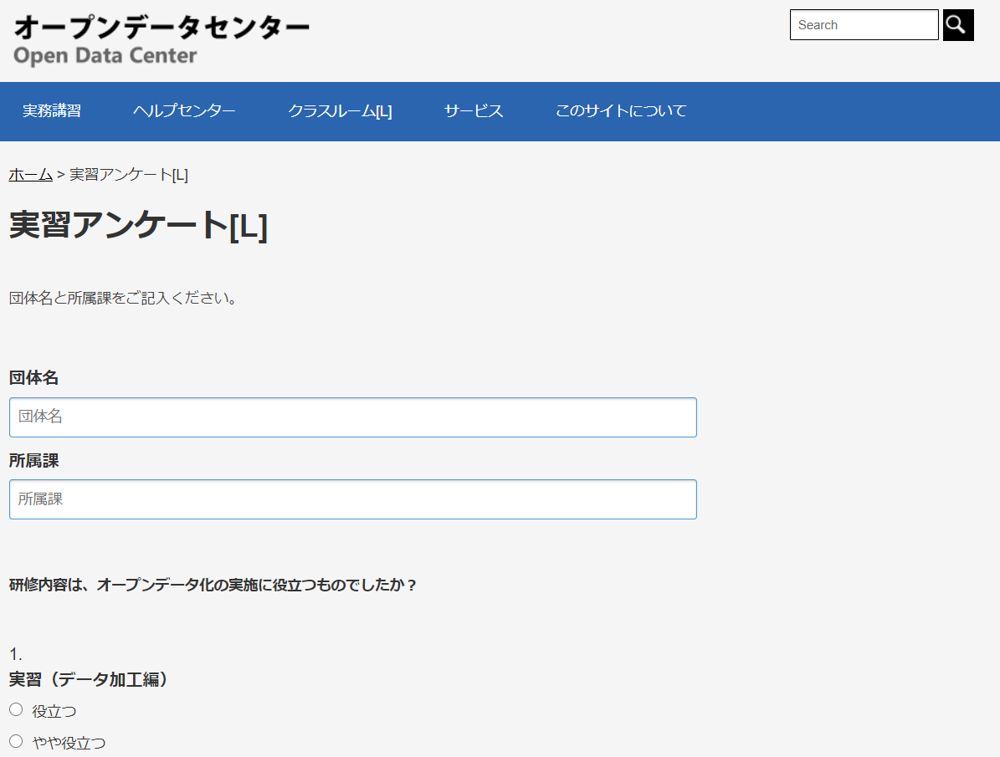 オープンデータセンター
Open Data Center
Search
実務講習 ヘルプセンター クラスルーム[L] サービス このサイトについて
ホーム > 実習アンケート[L]
実習アンケート[L]
団体名と所属課をご記入ください。
団体名
団体名
所属課
所属課
研修内容は、オープンデータ化の実施に役立つものでしたか？
1.
実習（データ加工編）
役立つ
やや役立つ